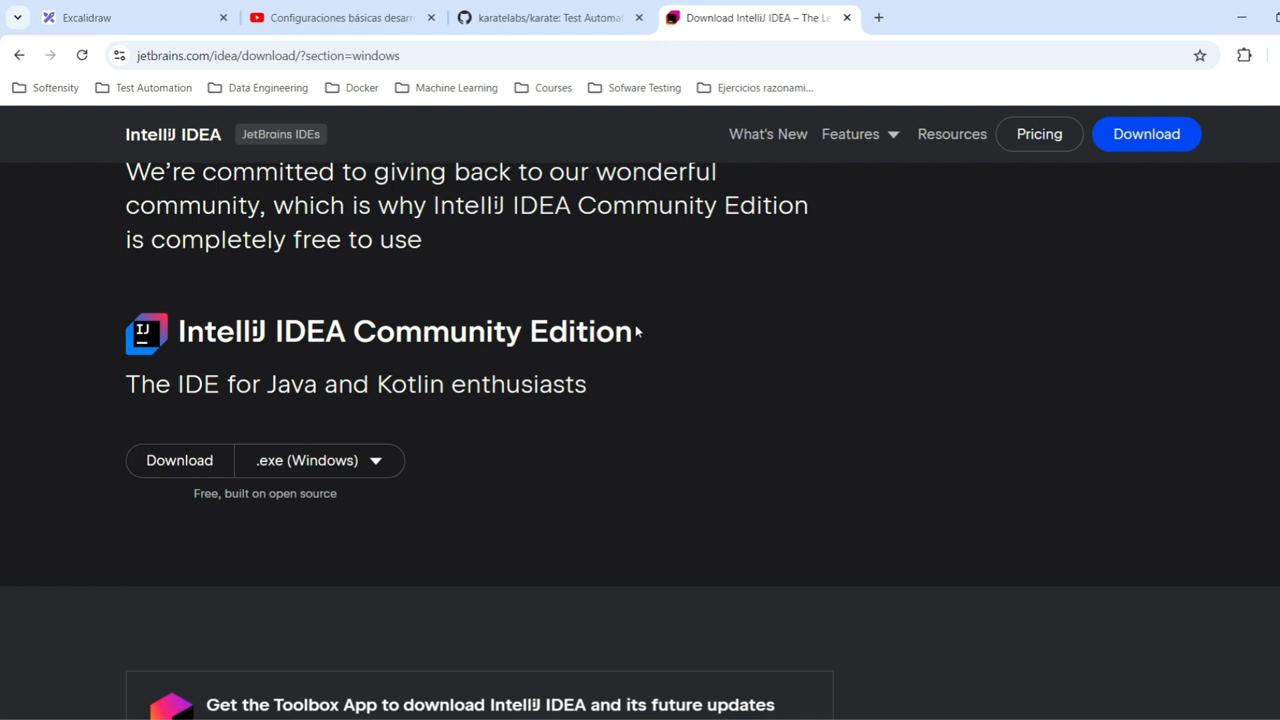 Excalidraw
Configuraciones básicas desarr
karatelabs/karate: Test Automat
Download IntelliJ IDEA – The Le
jetbrains.com/idea/download/?section=windows
Softensity
Test Automation
Data Engineering
Docker
Machine Learning
Courses
Sofware Testing
Ejercicios razonami...
IntelliJ IDEA
JetBrains IDEs
What's New
Features
Resources
Pricing
Download
We're committed to giving back to our wonderful
community, which is why IntelliJ IDEA Community Edition
is completely free to use
IJ
IntelliJ IDEA Community Edition
The IDE for Java and Kotlin enthusiasts
Download
.exe (Windows)
Free, built on open source
Get the Toolbox App to download IntelliJ IDEA and its future updates